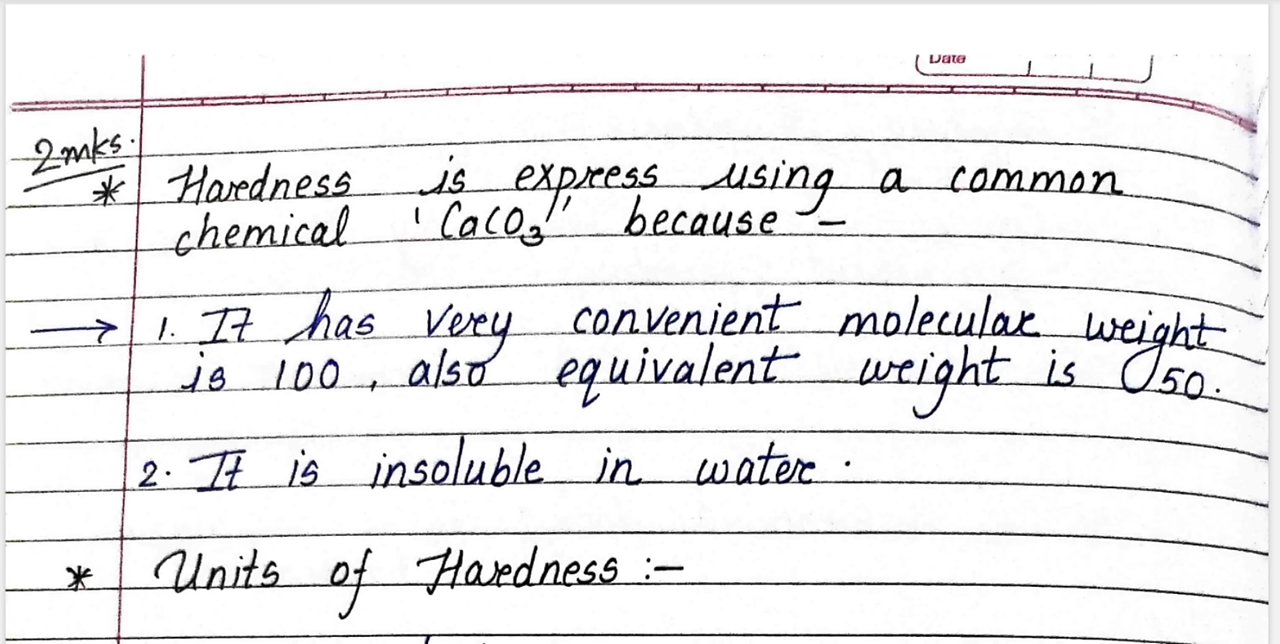 Date
2mks.
* Hardness is express using a common
chemical 'CaCO₃' because –
→ 1. It has very convenient molecular weight
is 100, also equivalent weight is 50.
2. It is insoluble in water.
* Units of Hardness :–